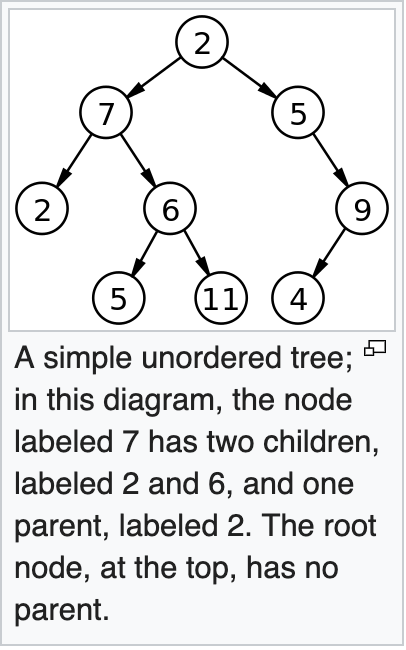 2
7 5
2 6 9
5 11 4
A simple unordered tree;
in this diagram, the node
labeled 7 has two children,
labeled 2 and 6, and one
parent, labeled 2. The root
node, at the top, has no
parent.